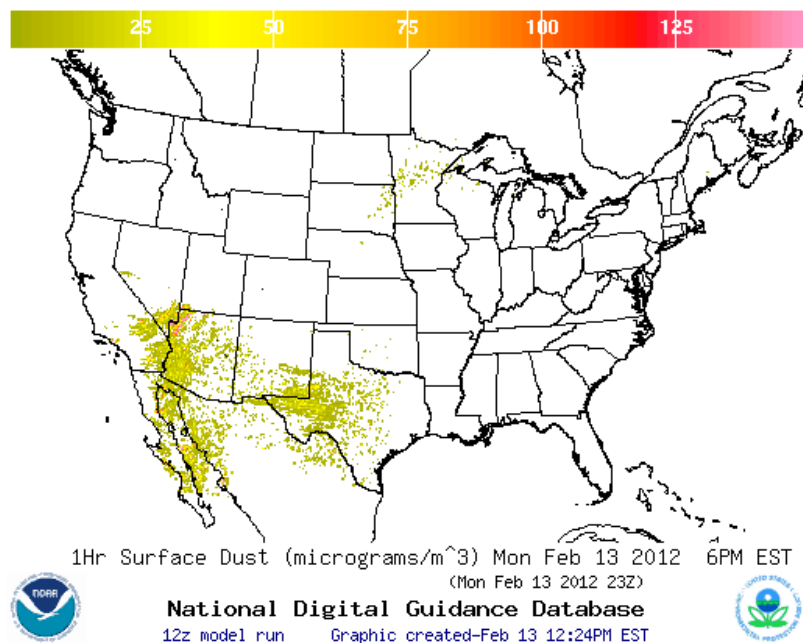 25 50 75 100 125
1Hr Surface Dust (micrograms/m^3) Mon Feb 13 2012 6PM EST
(Mon Feb 13 2012 23Z)
NOAA
National Digital Guidance Database
12z model run Graphic created-Feb 13 12:24PM EST